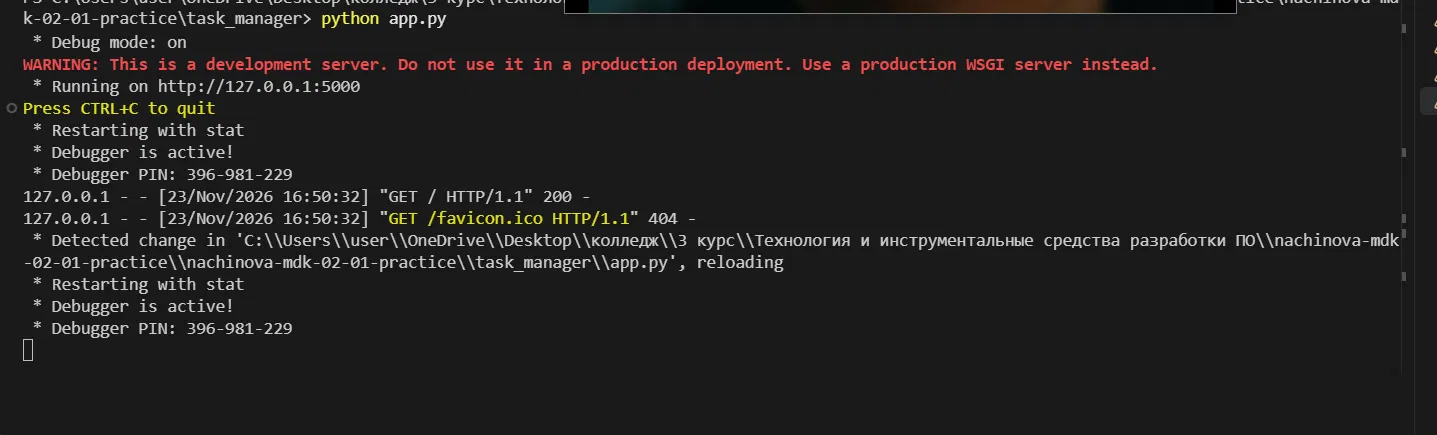 k-02-01-practice\task_manager> python app.py
* Debug mode: on
WARNING: This is a development server. Do not use it in a production deployment. Use a production WSGI server instead.
* Running on http://127.0.0.1:5000
Press CTRL+C to quit
* Restarting with stat
* Debugger is active!
* Debugger PIN: 396-981-229
127.0.0.1 - - [23/Nov/2026 16:50:32] "GET / HTTP/1.1" 200 -
127.0.0.1 - - [23/Nov/2026 16:50:32] "GET /favicon.ico HTTP/1.1" 404 -
* Detected change in 'C:\\Users\\user\\OneDrive\\Desktop\\колледж\\3 курс\\Технология и инструментальные средства разработки ПО\\nachinova-mdk
-02-01-practice\\nachinova-mdk-02-01-practice\\task_manager\\app.py', reloading
* Restarting with stat
* Debugger is active!
* Debugger PIN: 396-981-229